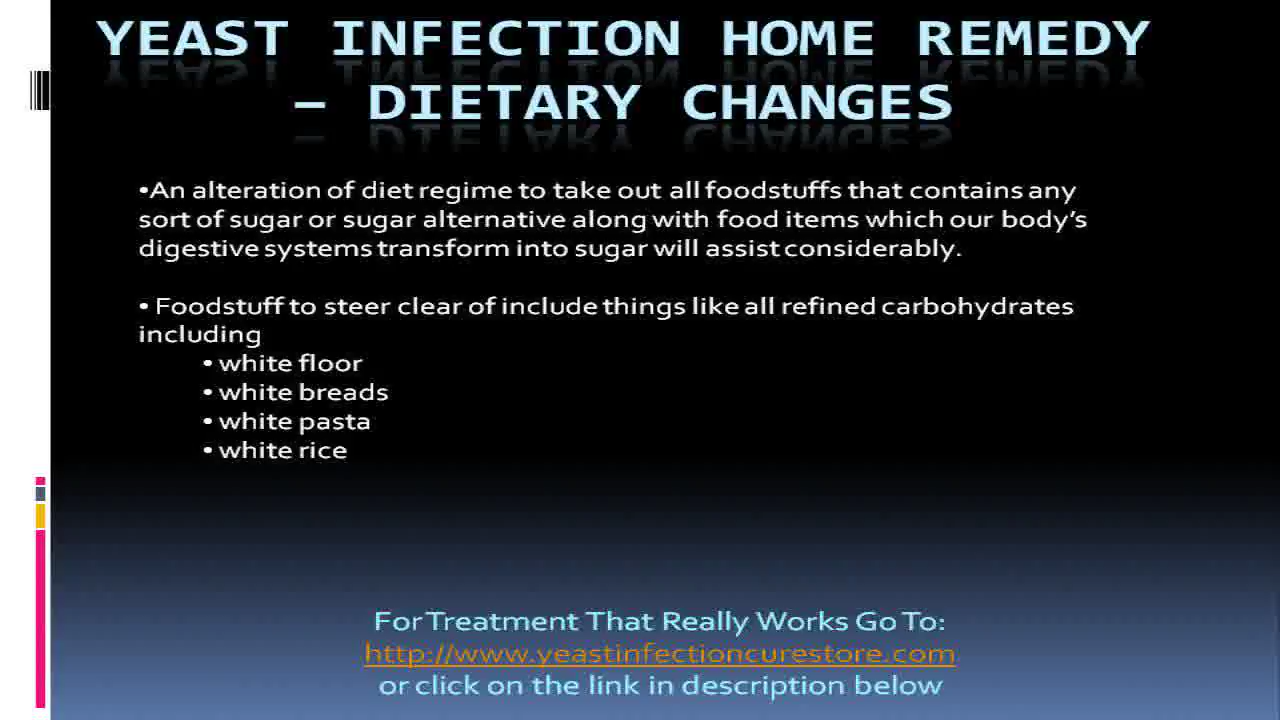 YEAST INFECTION HOME REMEDY
– DIETARY CHANGES
•An alteration of diet regime to take out all foodstuffs that contains any
sort of sugar or sugar alternative along with food items which our body's
digestive systems transform into sugar will assist considerably.
• Foodstuff to steer clear of include things like all refined carbohydrates
including
• white floor
• white breads
• white pasta
• white rice
For Treatment That Really Works Go To:
http://www.yeastinfectioncurestore.com
or click on the link in description below